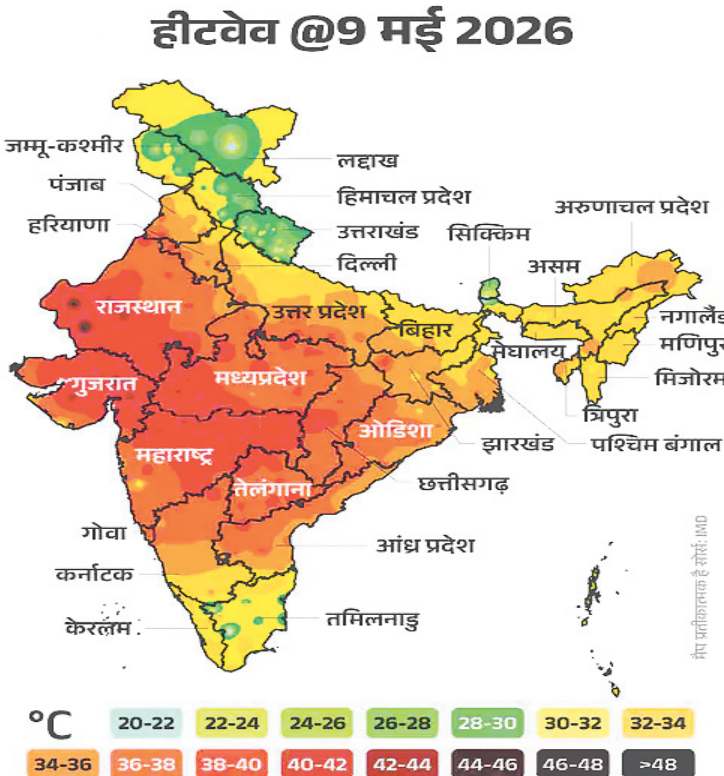 हीटवेव @9 मई 2026
जम्मू-कश्मीर
लद्दाख
पंजाब
हिमाचल प्रदेश
अरुणाचल प्रदेश
हरियाणा
उत्तराखंड
सिक्किम
दिल्ली
असम
राजस्थान
उत्तर प्रदेश
नगालैंड
बिहार
मेघालय
मणिपुर
गुजरात
मध्यप्रदेश
मिजोरम
त्रिपुरा
ओडिशा
झारखंड
पश्चिम बंगाल
महाराष्ट्र
तेलंगाना
छत्तीसगढ़
गोवा
आंध्र प्रदेश
कर्नाटक
केरलम
तमिलनाडु
मैप प्रतीकात्मक है सोर्स: IMD
°C 20-22 22-24 24-26 26-28 28-30 30-32 32-34
34-36 36-38 38-40 40-42 42-44 44-46 46-48 >48